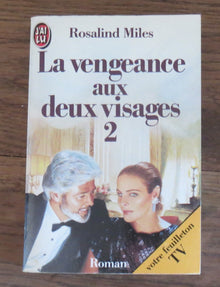 J'AI
LU
Rosalind Miles
La vengeance
aux
deux visages
2
votre feuilleton
TV
Roman